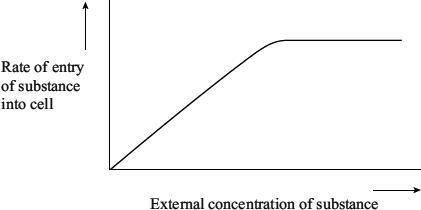 Rate of entry
of substance
into cell
External concentration of substance